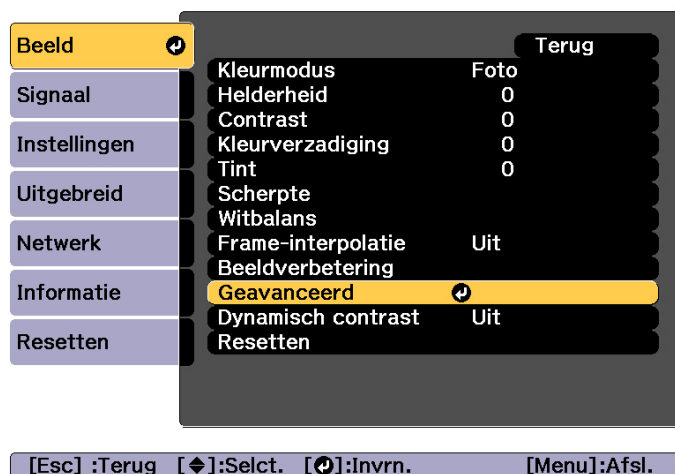 Beeld
Signaal
Instellingen
Uitgebreid
Netwerk
Informatie
Resetten
Terug
Kleurmodus Foto
Helderheid 0
Contrast 0
Kleurverzadiging 0
Tint 0
Scherpte
Witbalans
Frame-interpolatie Uit
Beeldverbetering
Geavanceerd
Dynamisch contrast Uit
Resetten
[Esc] :Terug [◆]:Selct. [↵]:Invrn. [Menu]:Afsl.